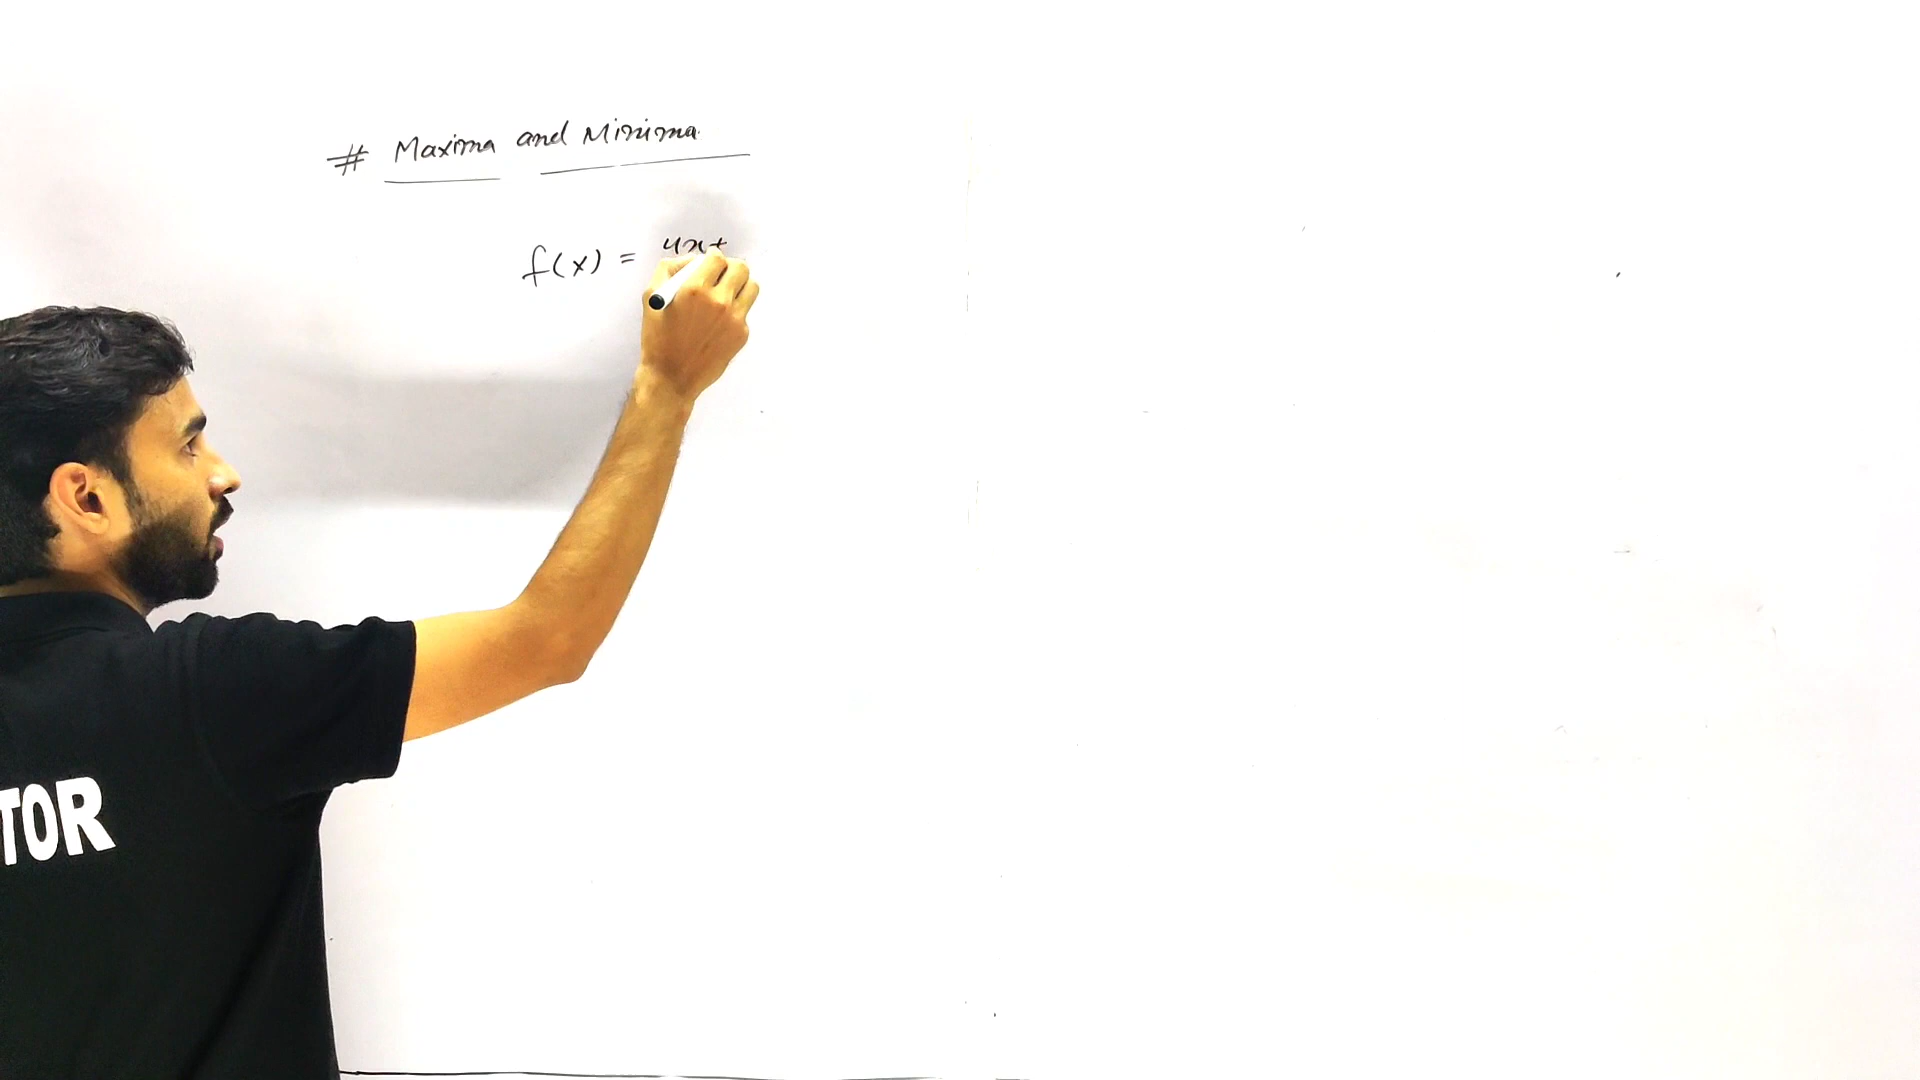 # Maxima and Minima
f(x) = 4x+
TOR